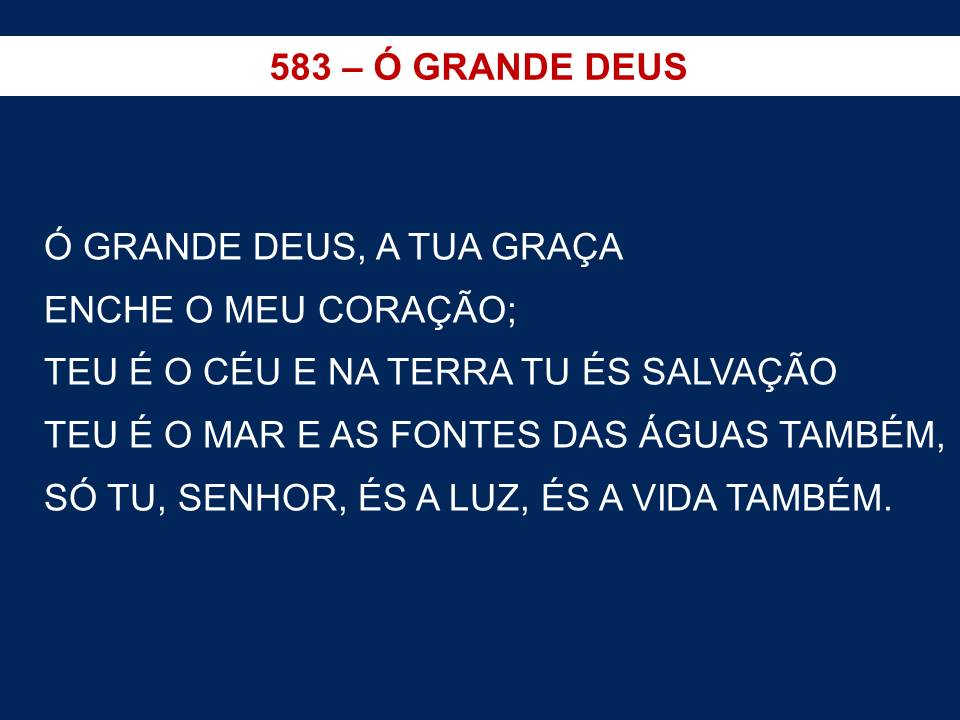 583 – Ó GRANDE DEUS
Ó GRANDE DEUS, A TUA GRAÇA
ENCHE O MEU CORAÇÃO;
TEU É O CÉU E NA TERRA TU ÉS SALVAÇÃO
TEU É O MAR E AS FONTES DAS ÁGUAS TAMBÉM,
SÓ TU, SENHOR, ÉS A LUZ, ÉS A VIDA TAMBÉM.